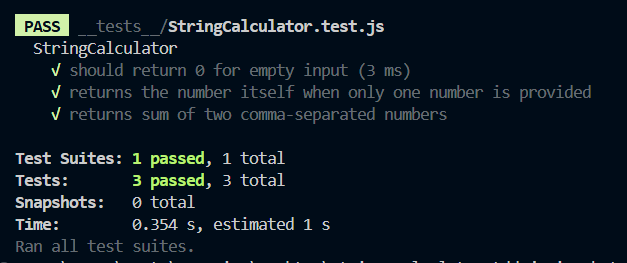 PASS __tests__/StringCalculator.test.js
StringCalculator
√ should return 0 for empty input (3 ms)
√ returns the number itself when only one number is provided
√ returns sum of two comma-separated numbers
Test Suites: 1 passed, 1 total
Tests: 3 passed, 3 total
Snapshots: 0 total
Time: 0.354 s, estimated 1 s
Ran all test suites.